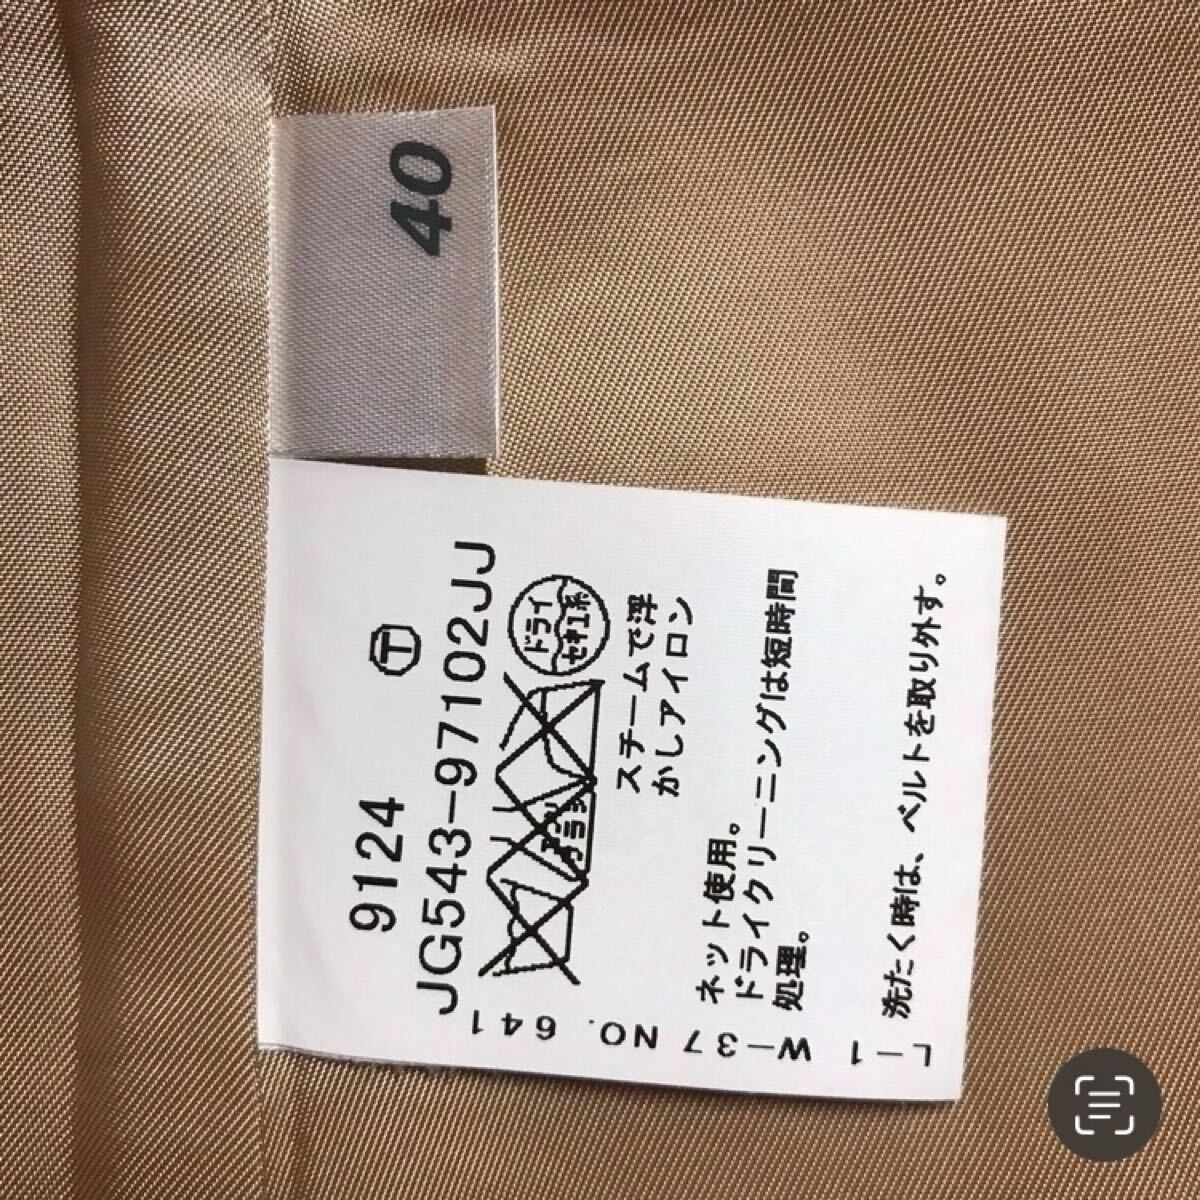 40
9124 T
JG543-97102JJ
ドライ
セキユ系
スチームで浮
かしアイロン
ネット使用。
ドライクリーニングは短時間
処理。
洗たく時は、ベルトを取り外す。
L-1 W-37 NO. 641